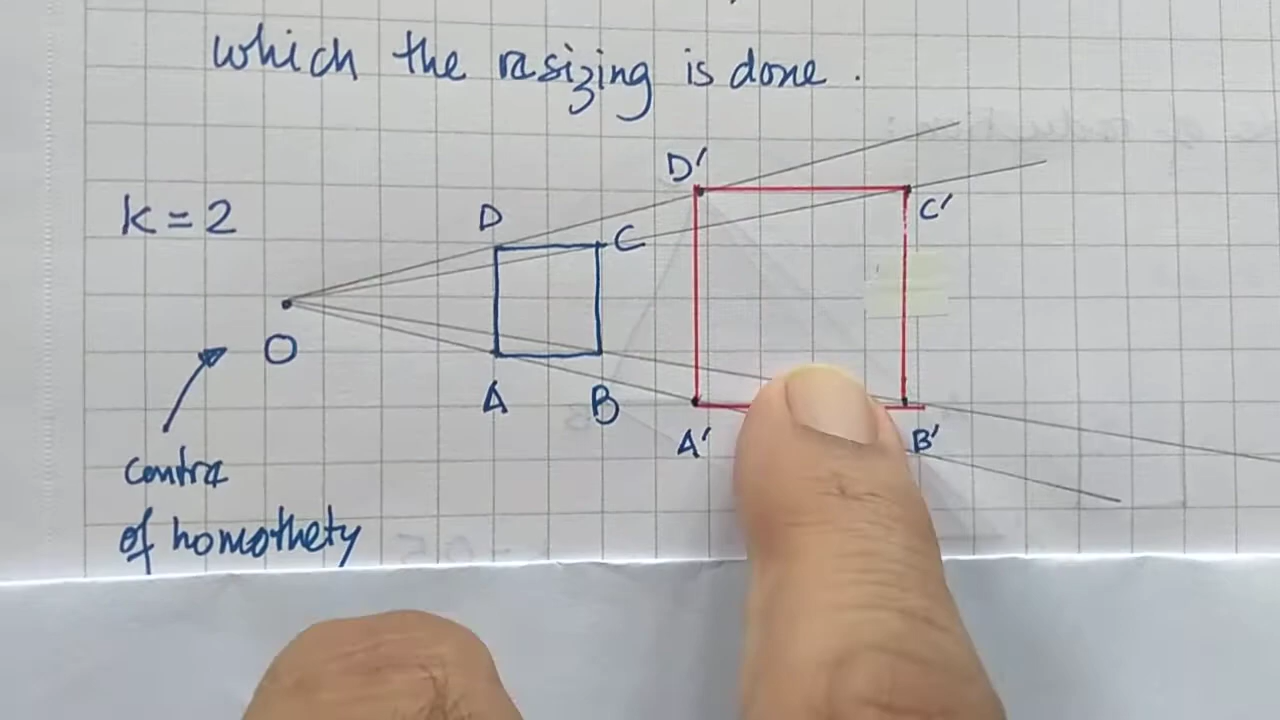 which the resizing is done.
D'
C'
K = 2
D
C
O
A
B
A'
B'
centre
of homothety